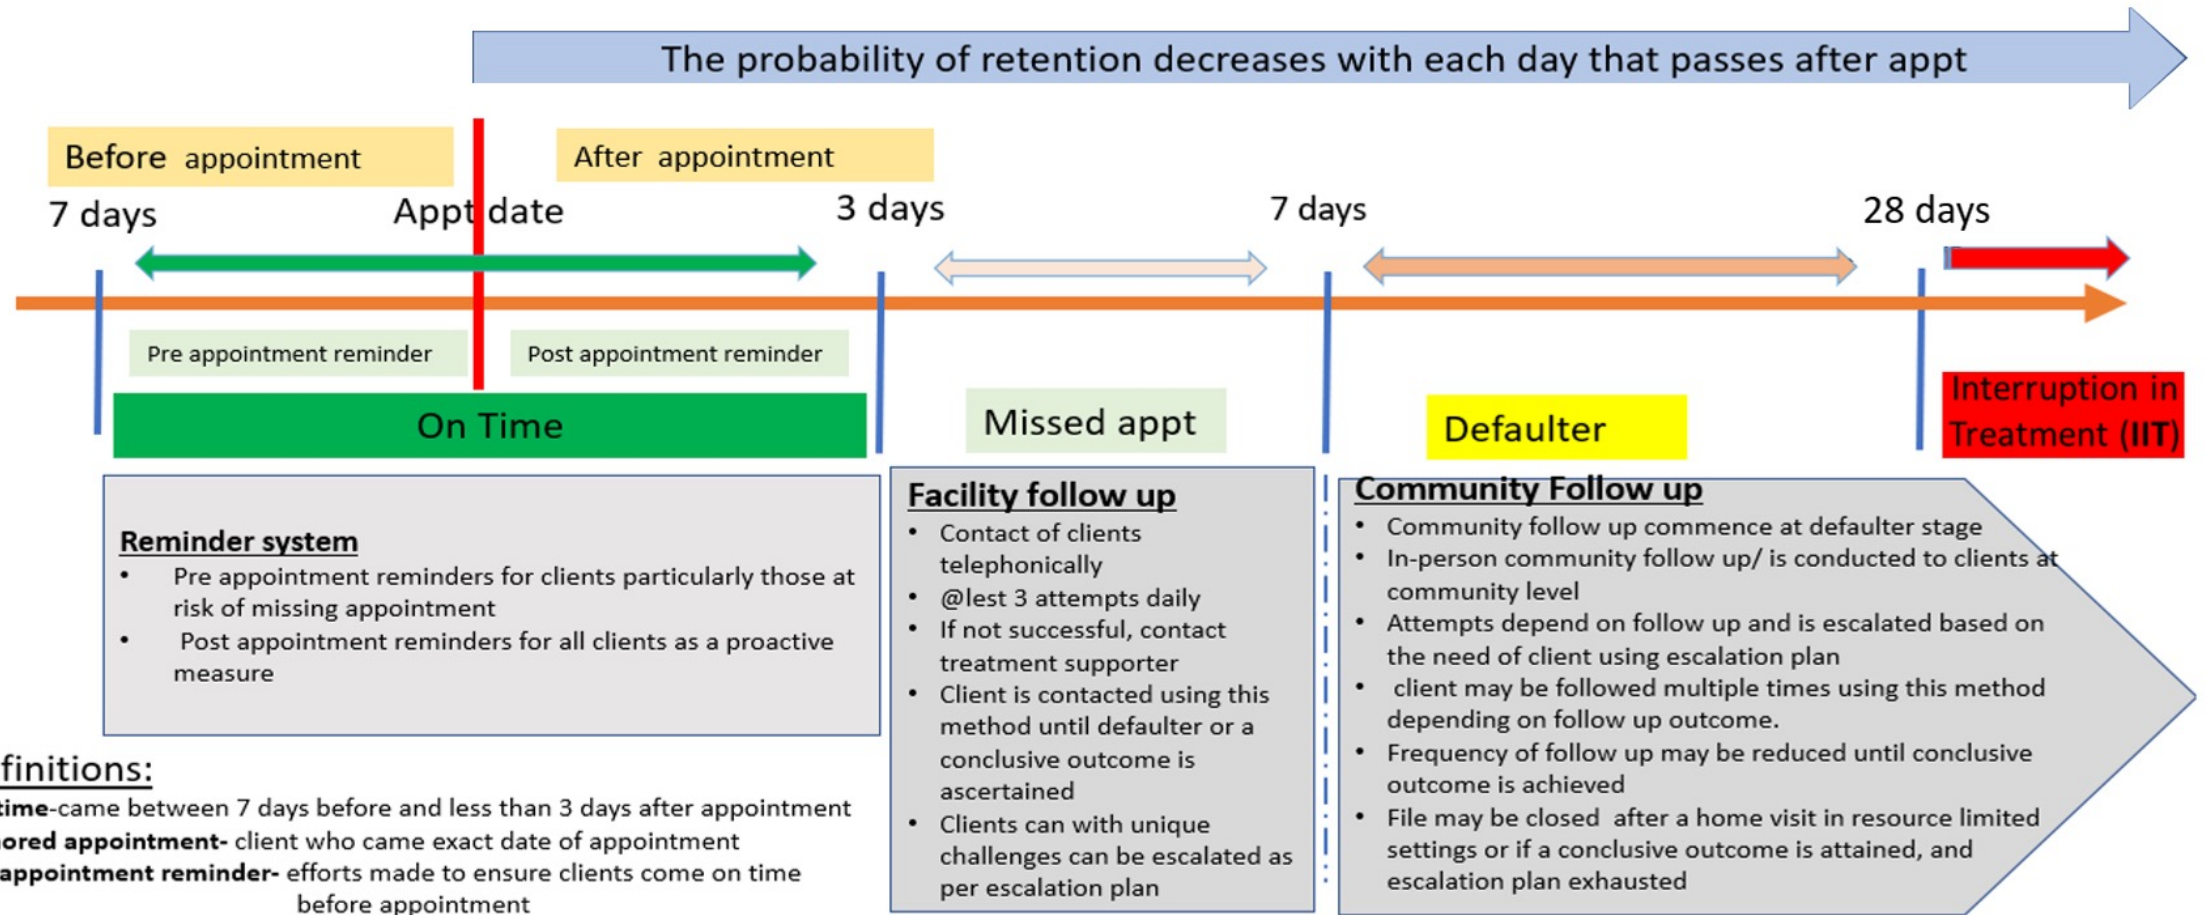 The probability of retention decreases with each day that passes after appt
Before appointment
After appointment
7 days
Appt date
3 days
7 days
28 days
Pre appointment reminder
Post appointment reminder
On Time
Missed appt
Defaulter
Interruption in
Treatment (IIT)
Reminder system
• Pre appointment reminders for clients particularly those at
risk of missing appointment
• Post appointment reminders for all clients as a proactive
measure
Facility follow up
• Contact of clients
telephonically
• @lest 3 attempts daily
• If not successful, contact
treatment supporter
• Client is contacted using this
method until defaulter or a
conclusive outcome is
ascertained
• Clients can with unique
challenges can be escalated as
per escalation plan
Community Follow up
• Community follow up commence at defaulter stage
• In-person community follow up/ is conducted to clients at
community level
• Attempts depend on follow up and is escalated based on
the need of client using escalation plan
• client may be followed multiple times using this method
depending on follow up outcome.
• Frequency of follow up may be reduced until conclusive
outcome is achieved
• File may be closed after a home visit in resource limited
settings or if a conclusive outcome is attained, and
escalation plan exhausted
finitions:
time-came between 7 days before and less than 3 days after appointment
ored appointment- client who came exact date of appointment
appointment reminder- efforts made to ensure clients come on time
before appointment